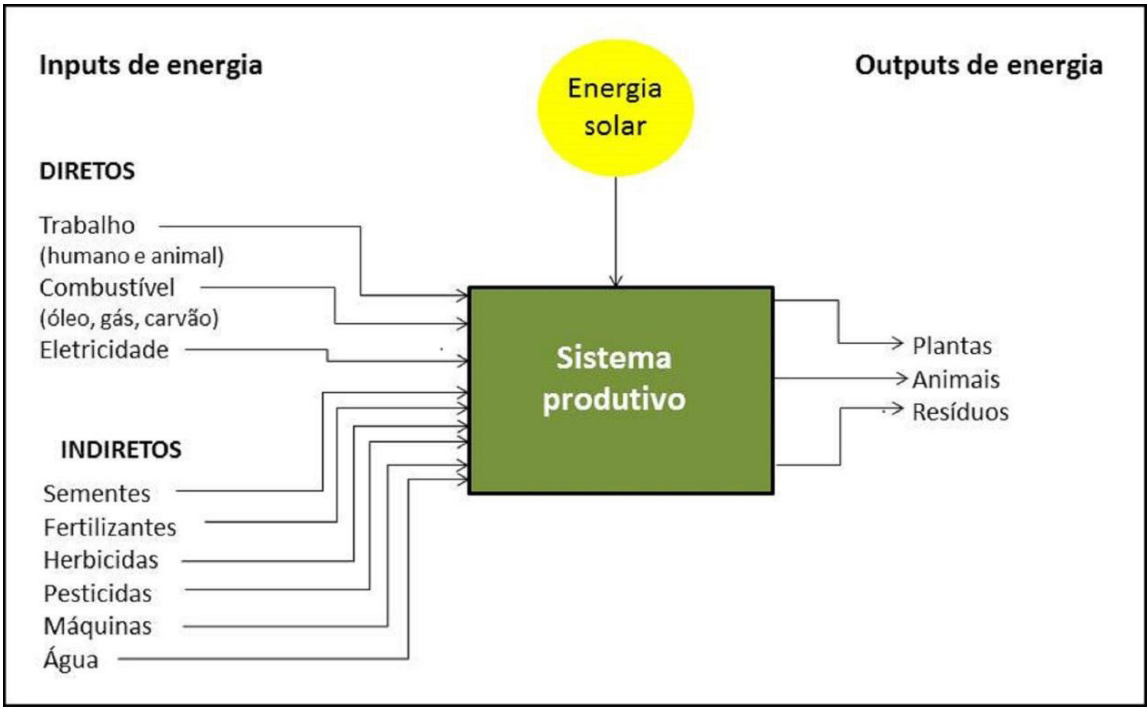 Inputs de energia
Energia
solar
Outputs de energia
DIRETOS
Trabalho
(humano e animal)
Combustível
(óleo, gás, carvão)
Eletricidade
INDIRETOS
Sementes
Fertilizantes
Herbicidas
Pesticidas
Máquinas
Água
Sistema
produtivo
Plantas
Animais
Resíduos